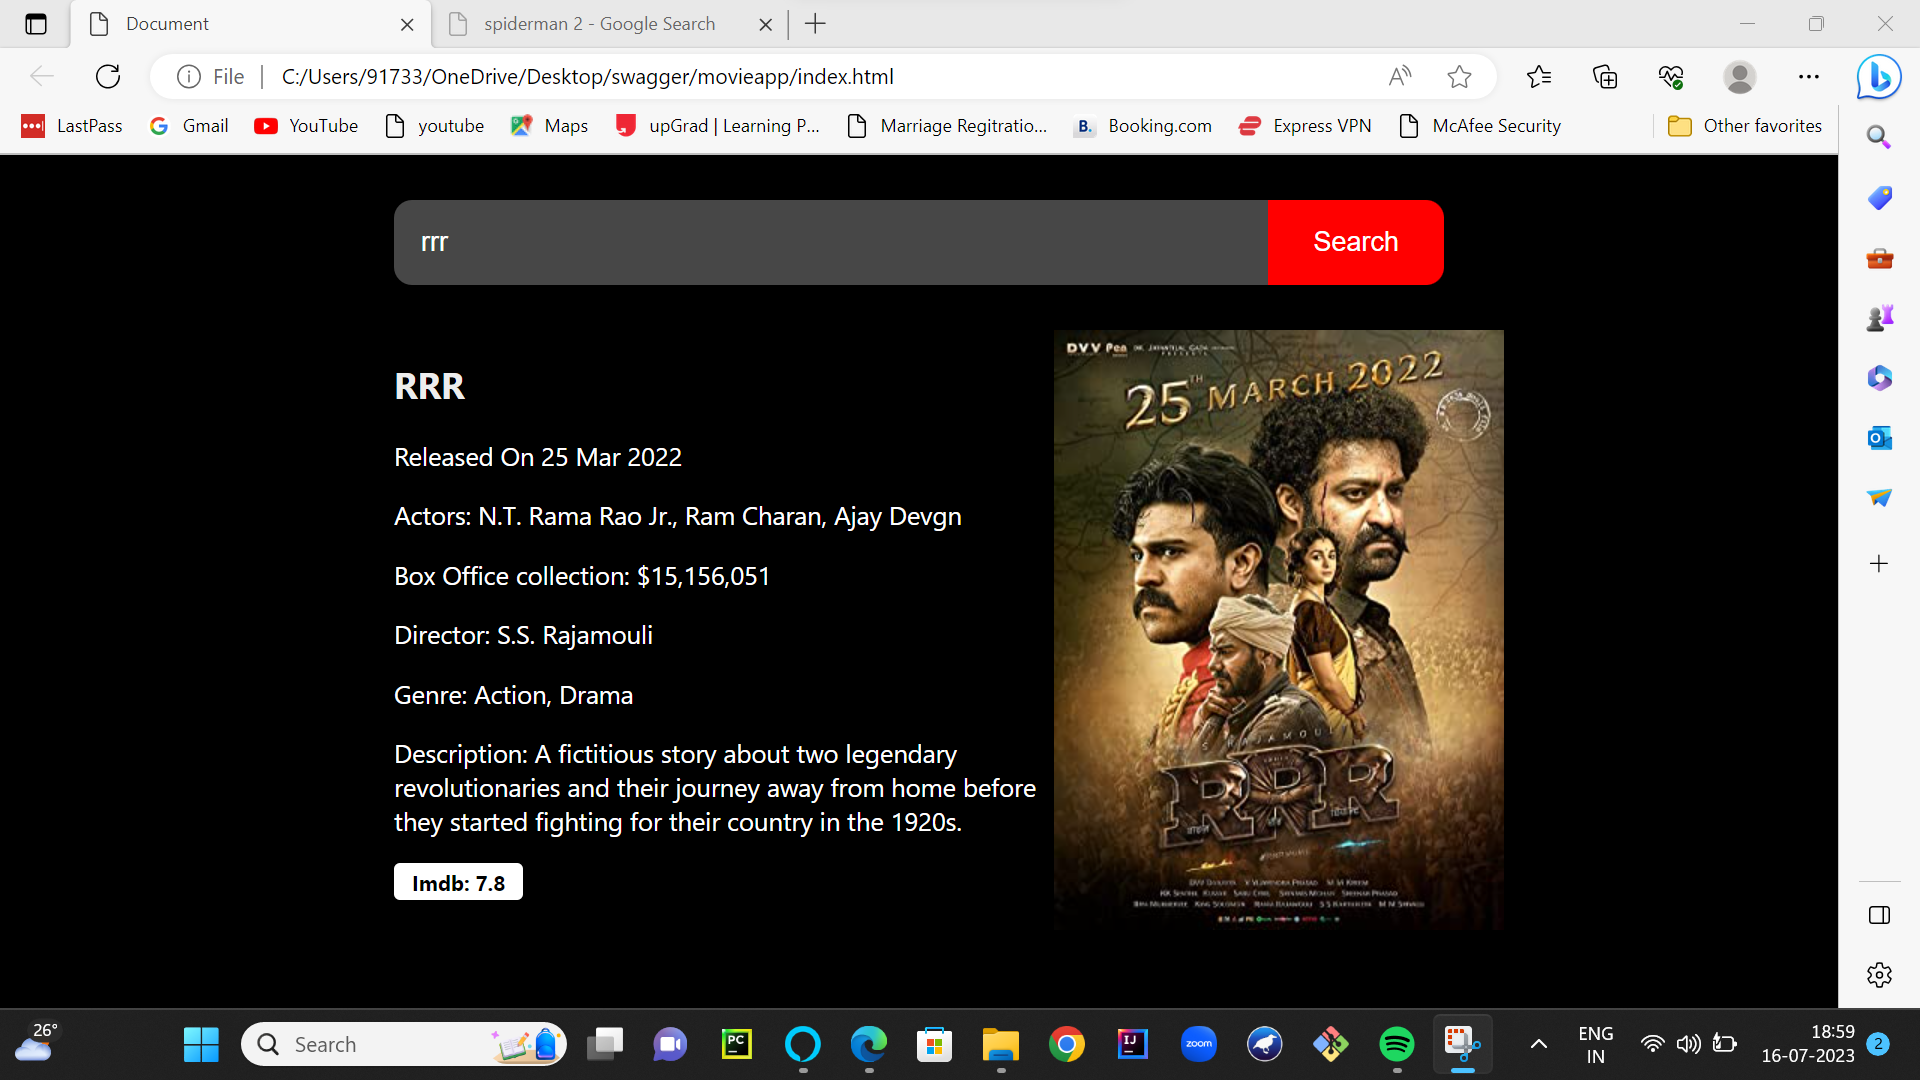 Document
spiderman 2 - Google Search
File
C:/Users/91733/OneDrive/Desktop/swagger/movieapp/index.html
LastPass
Gmail
YouTube
youtube
Maps
upGrad | Learning P...
Marriage Regitratio...
B. Booking.com
Express VPN
McAfee Security
Other favorites
rrr
Search
DVV Pen
25TH MARCH 2022
RRR
Released On 25 Mar 2022
Actors: N.T. Rama Rao Jr., Ram Charan, Ajay Devgn
Box Office collection: $15,156,051
Director: S.S. Rajamouli
Genre: Action, Drama
Description: A fictitious story about two legendary
revolutionaries and their journey away from home before
they started fighting for their country in the 1920s.
Imdb: 7.8
S S RAJAMOULI
RRR
26°
Search
PC
IJ
zoom
ENG
IN
18:59
16-07-2023
2